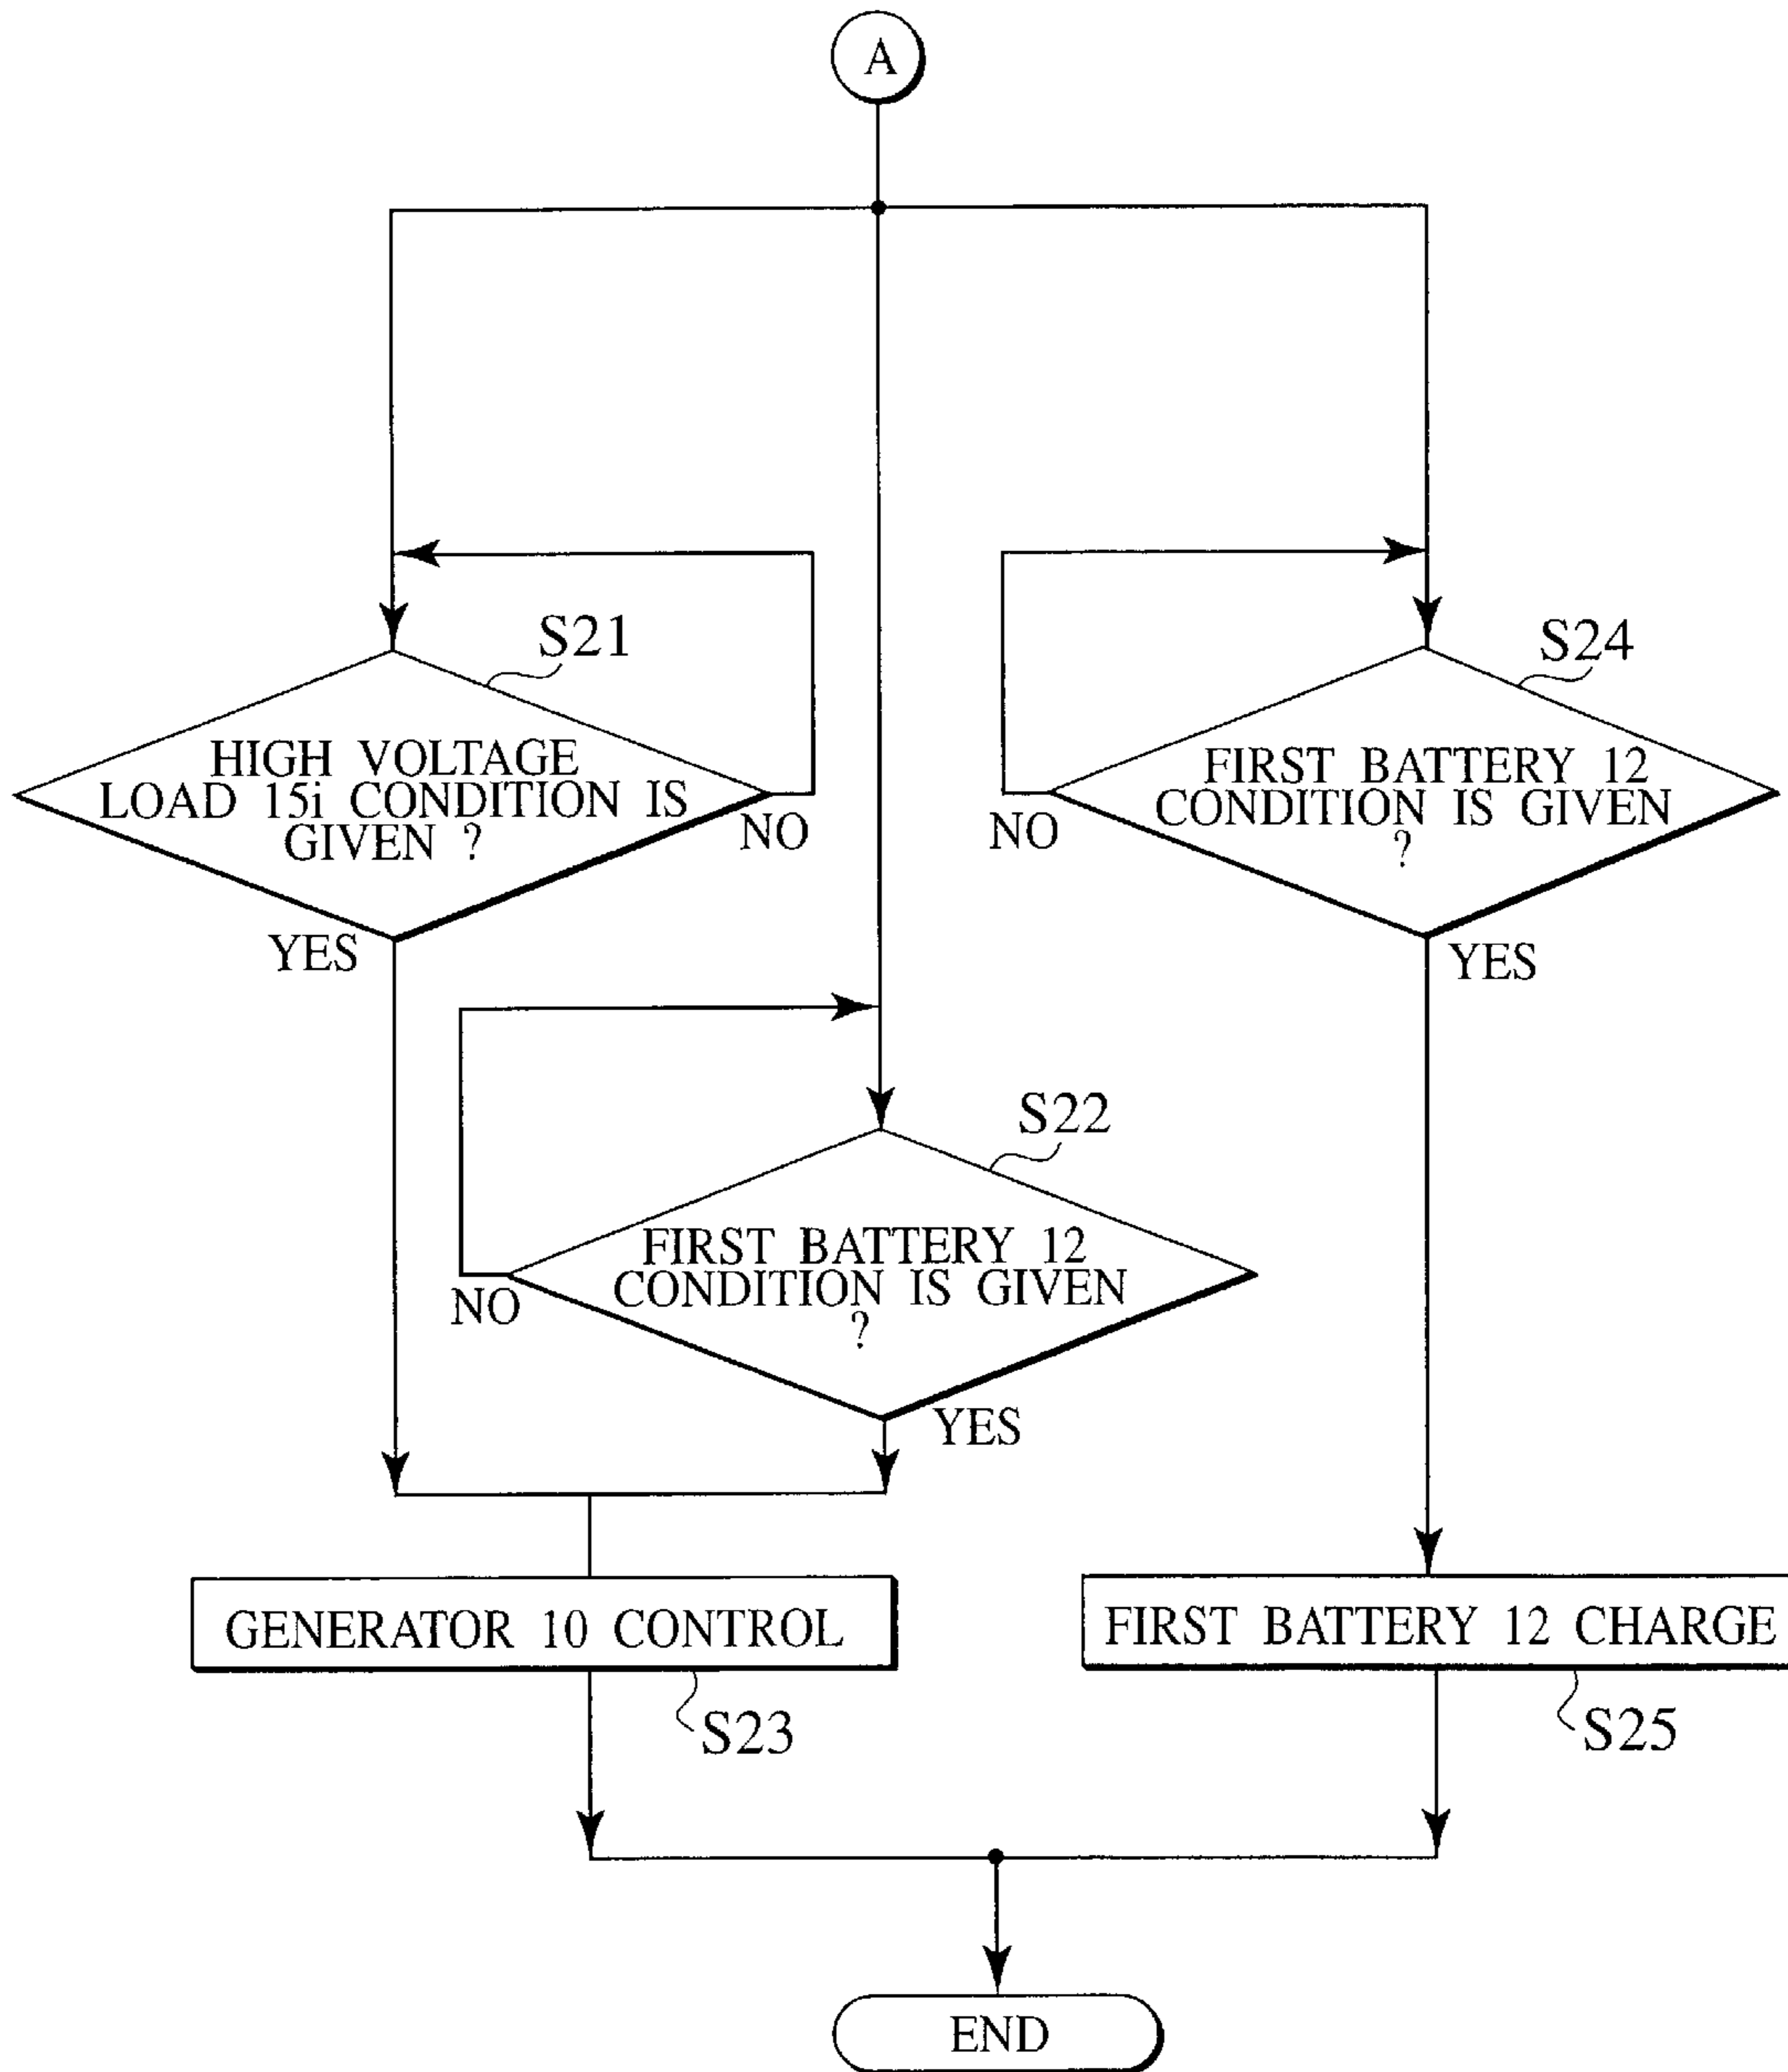 A
S21
HIGH VOLTAGE
LOAD 15i CONDITION IS
GIVEN ?
NO
YES
S24
FIRST BATTERY 12
CONDITION IS GIVEN
?
NO
YES
S22
FIRST BATTERY 12
CONDITION IS GIVEN
?
NO
YES
GENERATOR 10 CONTROL
S23
FIRST BATTERY 12 CHARGE
S25
END